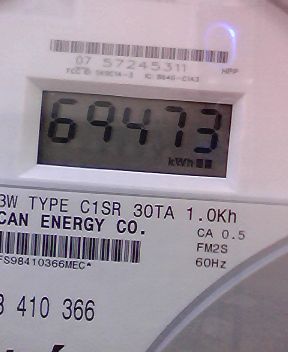 07 57245311
69473
kWh
3W TYPE C1SR 30TA 1.0Kh
CAN ENERGY CO.
CA 0.5
FM2S
60Hz
FS98410366MEC*
3 410 366